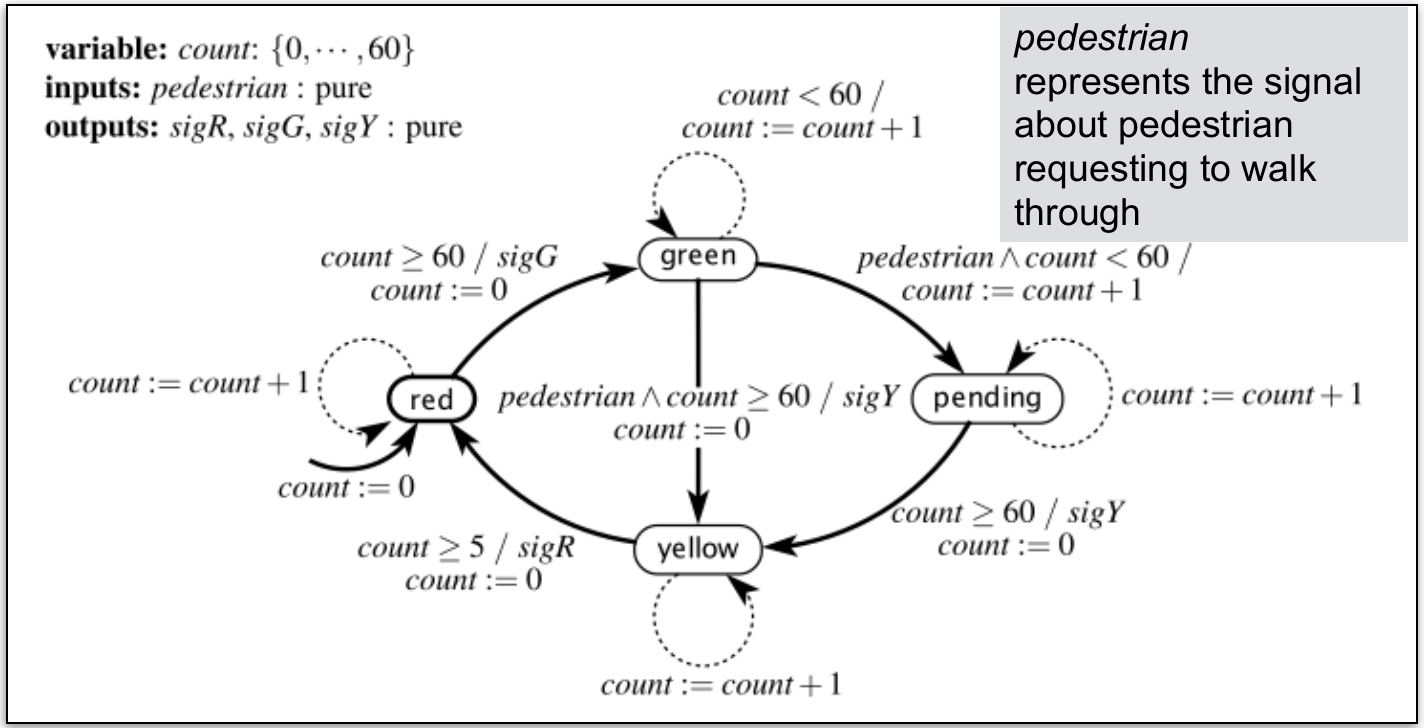 variable: count: {0, ⋯ , 60}
inputs: pedestrian : pure
outputs: sigR, sigG, sigY : pure
pedestrian
represents the signal
about pedestrian
requesting to walk
through
count < 60 /
count := count + 1
count ≥ 60 / sigG
count := 0
green
pedestrian ∧ count < 60 /
count := count + 1
count := count + 1
red
pedestrian ∧ count ≥ 60 / sigY
count := 0
pending
count := count + 1
count := 0
count ≥ 5 / sigR
count := 0
yellow
count ≥ 60 / sigY
count := 0
count := count + 1